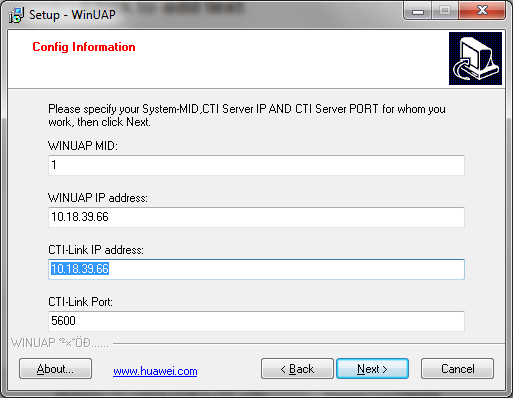 Setup - WinUAP
Config Information
Please specify your System-MID,CTI Server IP AND CTI Server PORT for whom you
work, then click Next.
WINUAP MID:
1
WINUAP IP address:
10.18.39.66
CTI-Link IP address:
10.18.39.66
CTI-Link Port:
5600
WINUAP
About...
www.huawei.com
< Back
Next >
Cancel